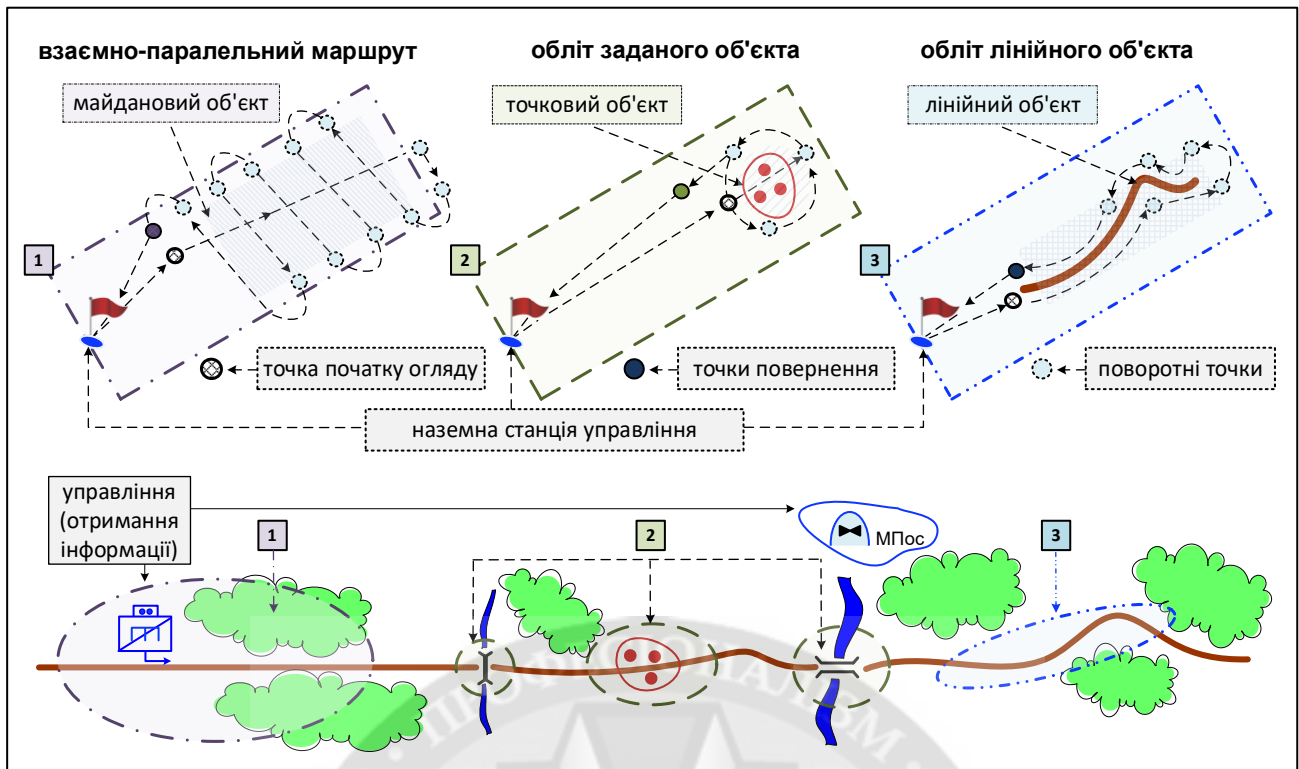 взаємно-паралельний маршрут
обліт заданого об'єкта
обліт лінійного об'єкта
майдановий об'єкт
точковий об'єкт
лінійний об'єкт
1
2
3
точка початку огляду
точки повернення
поворотні точки
наземна станція управління
управління
(отримання
інформації)
1
2
3
МПос
ПРОФЕСІОНАЛІЗМ